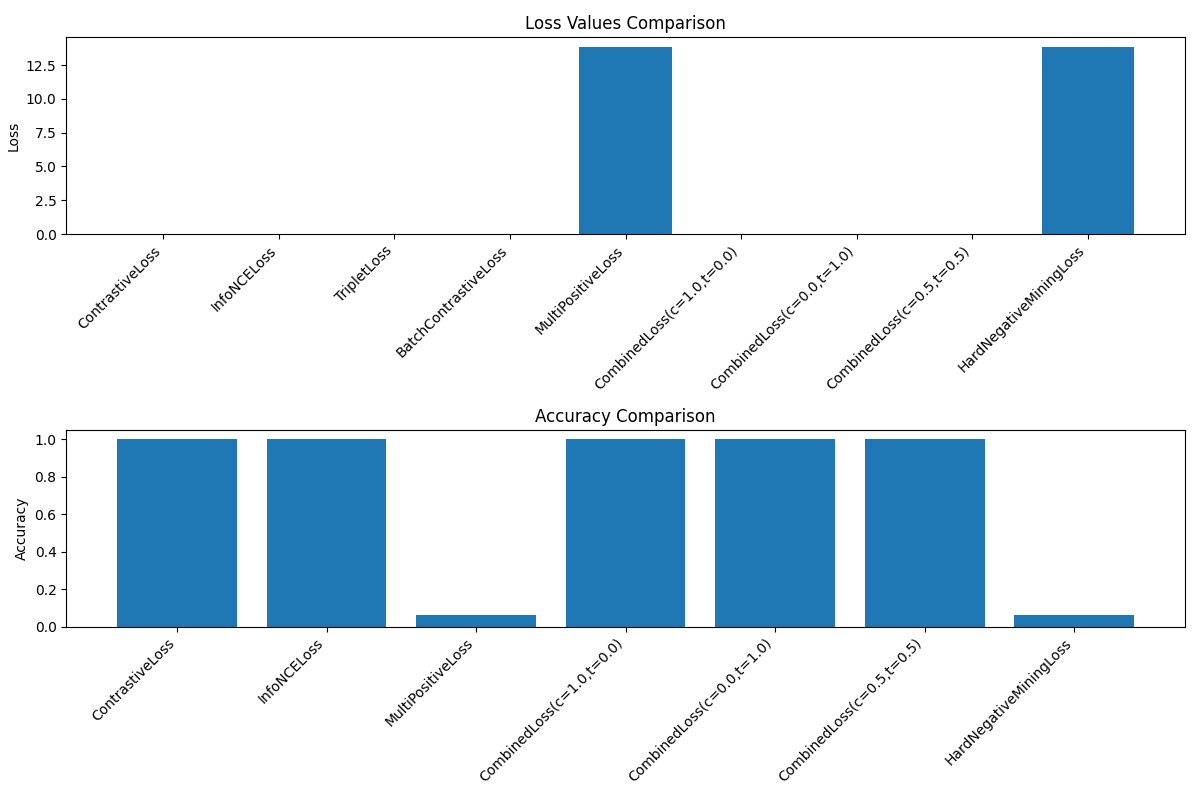 Loss Values Comparison
12.5
10.0
7.5
5.0
2.5
0.0
Loss
ContrastiveLoss
InfoNCELoss
TripletLoss
BatchContrastiveLoss
MultiPositiveLoss
CombinedLoss(c=1.0,t=0.0)
CombinedLoss(c=0.0,t=1.0)
CombinedLoss(c=0.5,t=0.5)
HardNegativeMiningLoss
Accuracy Comparison
1.0
0.8
0.6
0.4
0.2
0.0
Accuracy
ContrastiveLoss
InfoNCELoss
MultiPositiveLoss
CombinedLoss(c=1.0,t=0.0)
CombinedLoss(c=0.0,t=1.0)
CombinedLoss(c=0.5,t=0.5)
HardNegativeMiningLoss